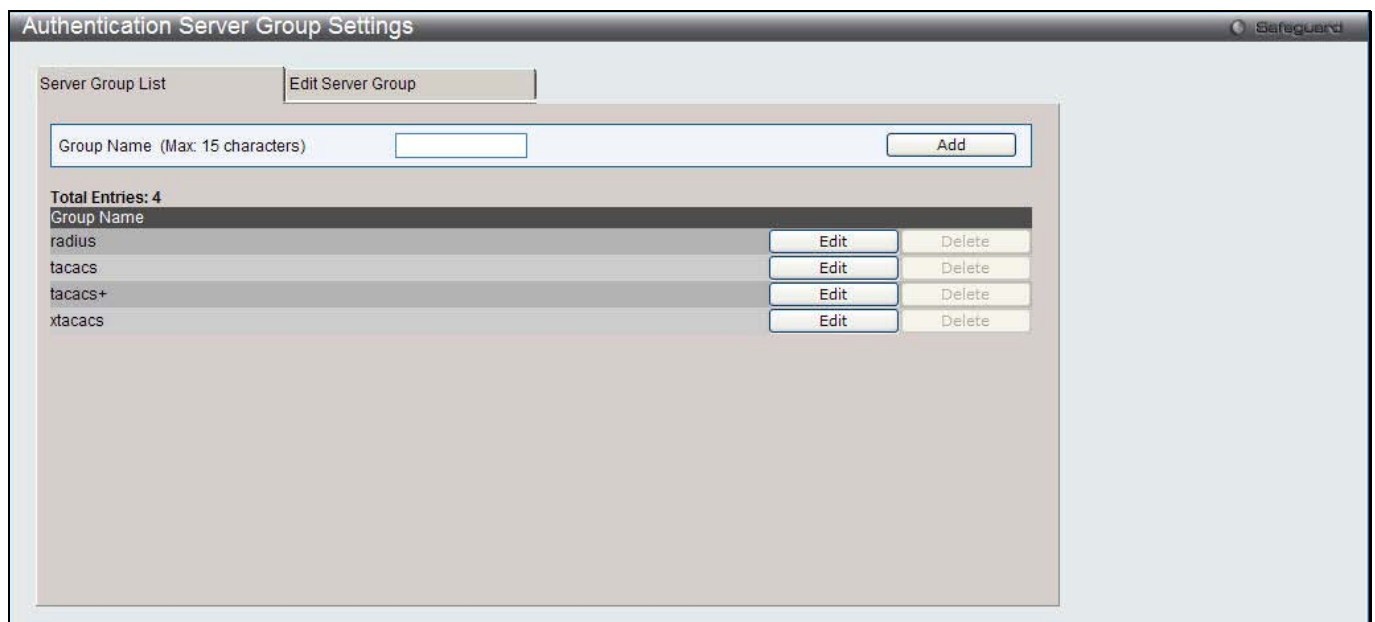 Authentication Server Group Settings
Safeguard
Server Group List
Edit Server Group
Group Name (Max: 15 characters)
Add
Total Entries: 4
Group Name
radius
Edit
Delete
tacacs
Edit
Delete
tacacs+
Edit
Delete
xtacacs
Edit
Delete